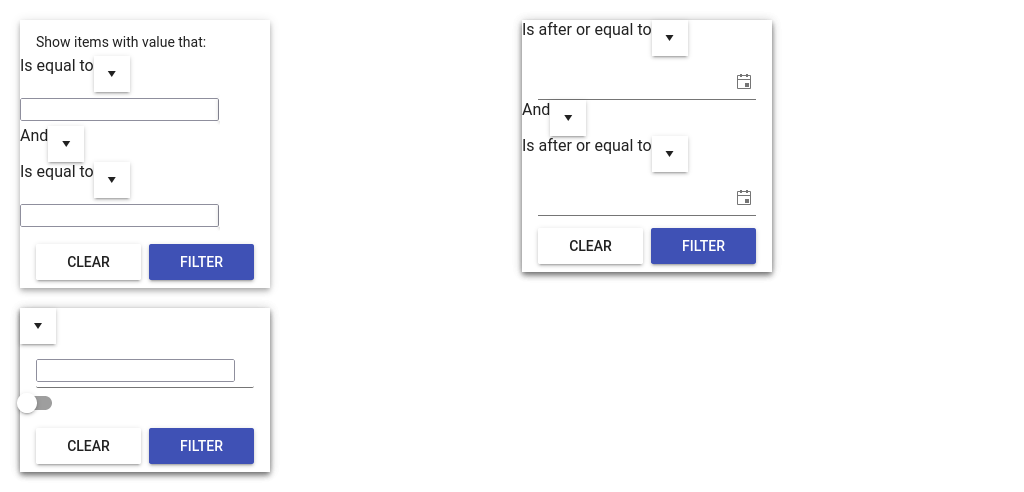 Show items with value that:
Is equal to
And
Is equal to
CLEAR FILTER
Is after or equal to
And
Is after or equal to
CLEAR FILTER
CLEAR FILTER